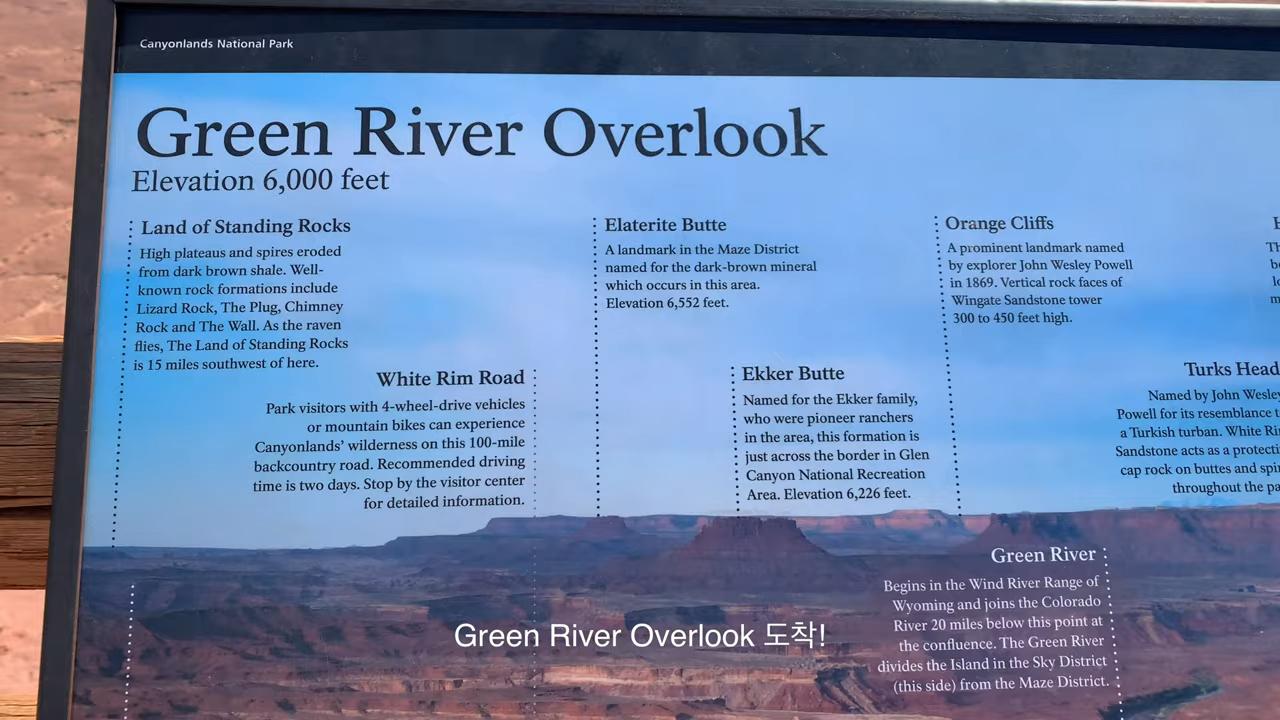 Canyonlands National Park
Green River Overlook
Elevation 6,000 feet
Land of Standing Rocks
High plateaus and spires eroded
from dark brown shale. Well-
known rock formations include
Lizard Rock, The Plug, Chimney
Rock and The Wall. As the raven
flies, The Land of Standing Rocks
is 15 miles southwest of here.
White Rim Road
Park visitors with 4-wheel-drive vehicles
or mountain bikes can experience
Canyonlands' wilderness on this 100-mile
backcountry road. Recommended driving
time is two days. Stop by the visitor center
for detailed information.
Elaterite Butte
A landmark in the Maze District
named for the dark-brown mineral
which occurs in this area.
Elevation 6,552 feet.
Ekker Butte
Named for the Ekker family,
who were pioneer ranchers
in the area, this formation is
just across the border in Glen
Canyon National Recreation
Area. Elevation 6,226 feet.
Orange Cliffs
A prominent landmark named
by explorer John Wesley Powell
in 1869. Vertical rock faces of
Wingate Sandstone tower
300 to 450 feet high.
Turks Head
Named by John Wesley
Powell for its resemblance
a Turkish turban. White
Sandstone acts as a
cap rock on buttes and
throughout the
Green River
Begins in the Wind River Range of
Wyoming and joins the Colorado
River 20 miles below this point at
the confluence. The Green River
divides the Island in the Sky District
(this side) from the Maze District.
Green River Overlook 도착!